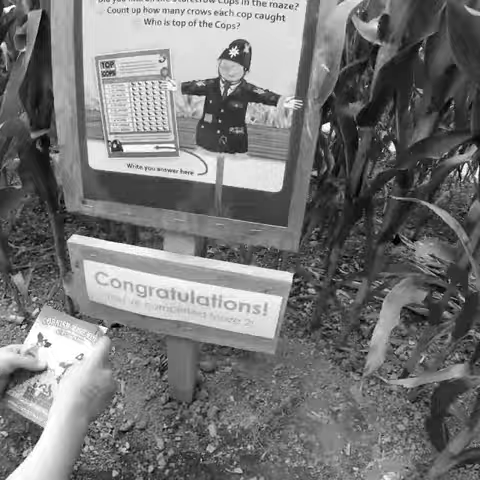 Did you find all the Scarecrow Cops in the maze?
Count up how many crows each cop caught
Who is top of the Cops?
TOP
COPS
Write you answer here
Congratulations!
You've completed Maze 2!